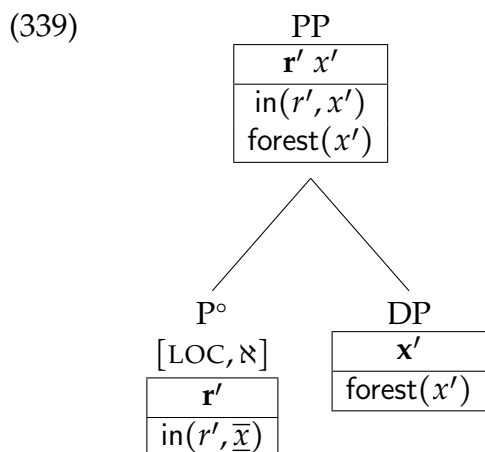 (339) PP
r′ x′
in(r′, x′)
forest(x′)
P° DP
[LOC, ℵ] x′
r′ forest(x′)
in(r′, x̲̅)